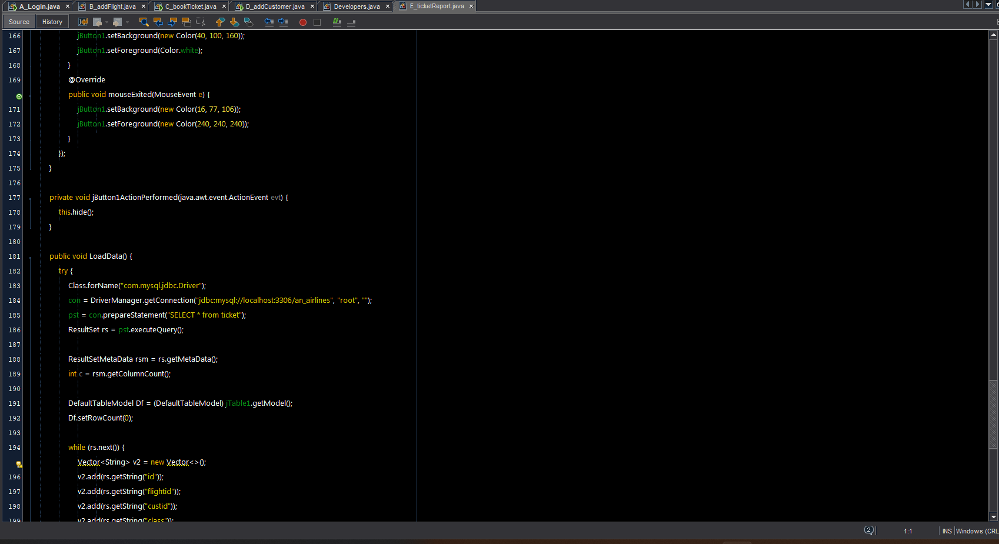 A_Login.java B_addFlight.java C_bookTicket.java D_addCustomer.java Developers.java E_ticketReport.java
Source History
166 jButton1.setBackground(new Color(40, 100, 160));
167 jButton1.setForeground(Color.white);
168 }
169 @Override
public void mouseExited(MouseEvent e) {
171 jButton1.setBackground(new Color(16, 77, 106));
172 jButton1.setForeground(new Color(240, 240, 240));
173 }
174 });
175 }
176
177 private void jButton1ActionPerformed(java.awt.event.ActionEvent evt) {
178 this.hide();
179 }
180
181 public void LoadData() {
182 try {
183 Class.forName("com.mysql.jdbc.Driver");
184 con = DriverManager.getConnection("jdbc:mysql://localhost:3306/an_airlines", "root", "");
185 pst = con.prepareStatement("SELECT * from ticket");
186 ResultSet rs = pst.executeQuery();
187
188 ResultSetMetaData rsm = rs.getMetaData();
189 int c = rsm.getColumnCount();
190
191 DefaultTableModel Df = (DefaultTableModel) jTable1.getModel();
192 Df.setRowCount(0);
193
194 while (rs.next()) {
Vector<String> v2 = new Vector<>();
196 v2.add(rs.getString("id"));
197 v2.add(rs.getString("flightid"));
198 v2.add(rs.getString("custid"));
199 v2.add(rs.getString("class"));
2 1:1 INS Windows (CRL